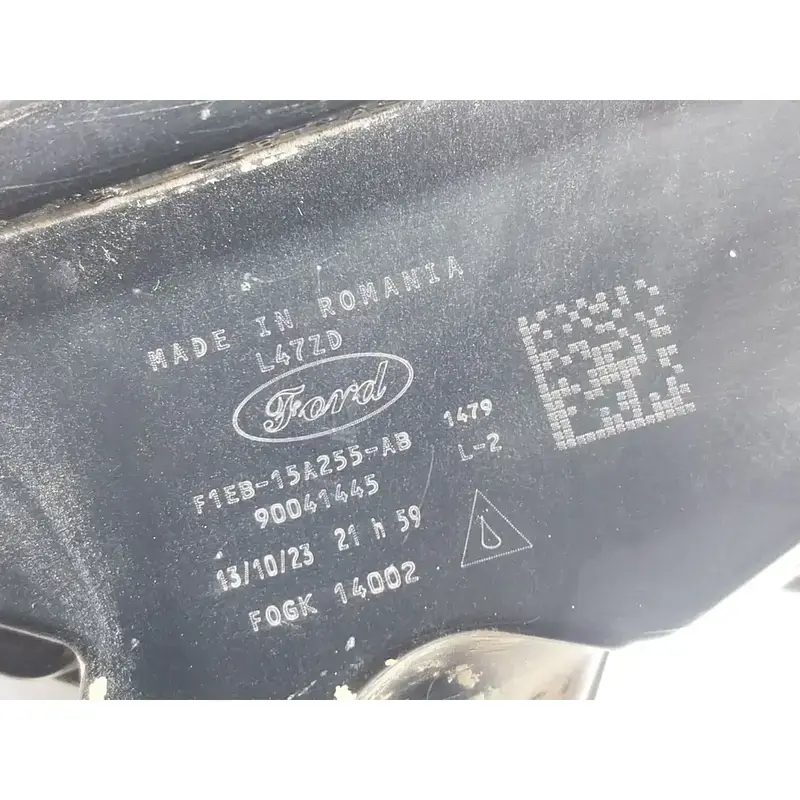 MADE IN ROMANIA
L47ZD
Ford
F1EB-15A255-AB 1479
90041445 L-2
13/10/23 21 h 59
FOGK 14002